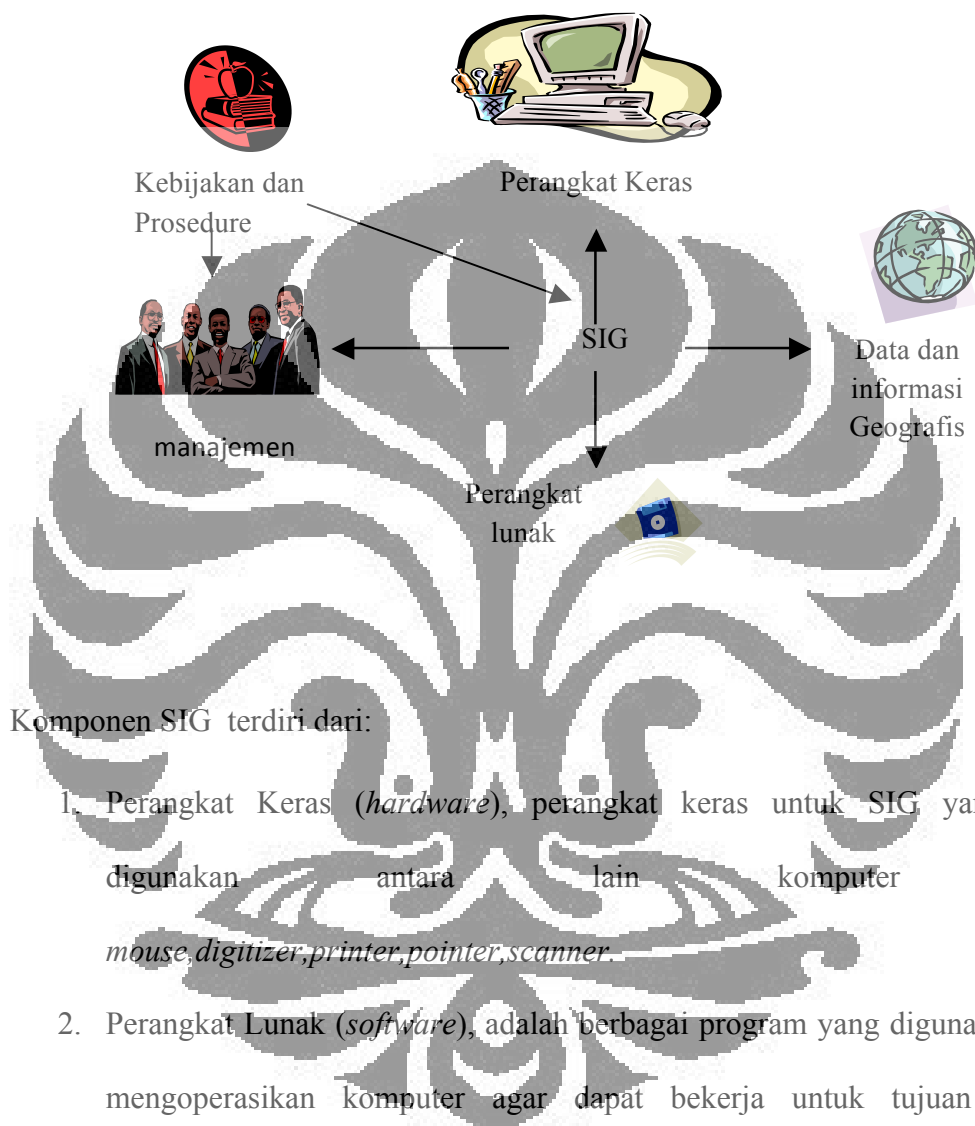 Kebijakan dan
Prosedure
Perangkat Keras
SIG
Data dan
informasi
Geografis
manajemen
Perangkat
lunak
Komponen SIG terdiri dari:
1. Perangkat Keras (hardware), perangkat keras untuk SIG
digunakan antara lain komputer
mouse,digitizer,printer,pointer,scanner.
2. Perangkat Lunak (software), adalah berbagai program yang
mengoperasikan komputer agar dapat bekerja untuk tujuan